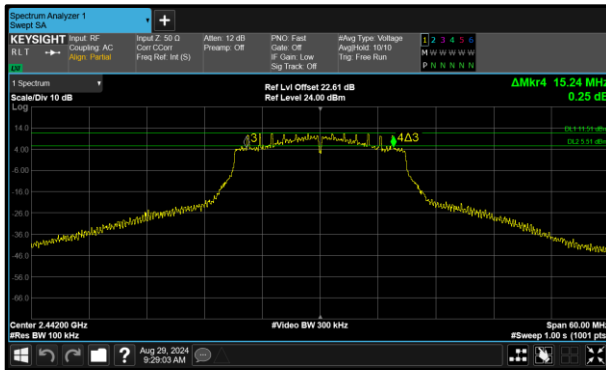 Spectrum Analyzer 1
Swept SA
KEYSIGHT
RLT
LW
Input: RF
Coupling: AC
Align: Partial
Input Z: 50 Ω
Corr CCorr
Freq Ref: Int (S)
Atten: 12 dB
Preamp: Off
PNO: Fast
Gate: Off
IF Gain: Low
Sig Track: Off
#Avg Type: Voltage
Avg|Hold: 10/10
Trig: Free Run
1 2 3 4 5 6
M W W W W W
P N N N N N
1 Spectrum
Scale/Div 10 dB
Log
Ref Lvl Offset 22.61 dB
Ref Level 24.00 dBm
ΔMkr4 15.24 MHz
0.25 dB
14.0
4.00
-6.00
-16.0
-26.0
-36.0
-46.0
-56.0
-66.0
3
4Δ3
DL1 11.51 dBm
DL2 5.51 dBm
Center 2.44200 GHz
#Res BW 100 kHz
#Video BW 300 kHz
Span 60.00 MHz
#Sweep 1.00 s (1001 pts)
Aug 29, 2024
9:29:03 AM